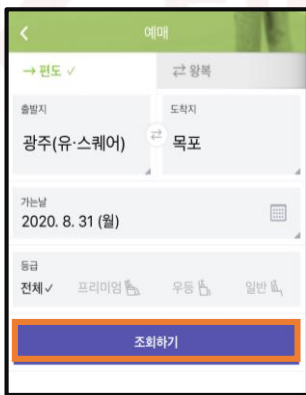 예매
→ 편도 ✓
⇄ 왕복
출발지
도착지
광주(유·스퀘어)
⇄
목포
가는날
2020. 8. 31 (월)
등급
전체✓ 프리미엄 우등 일반
조회하기